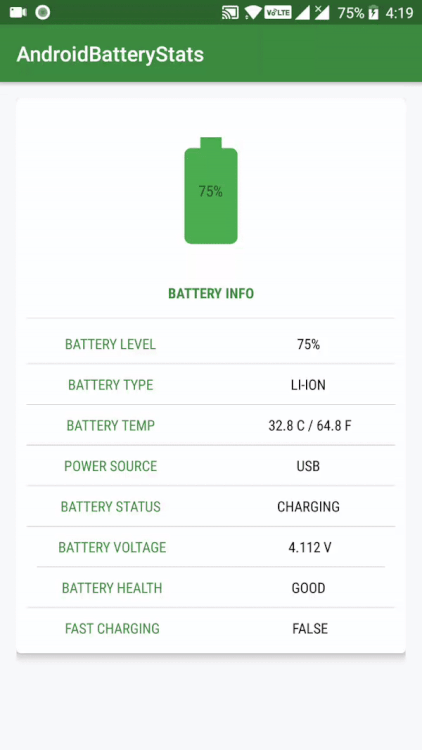 VoLTE 75% 4:19
AndroidBatteryStats
75%
BATTERY INFO
BATTERY LEVEL 75%
BATTERY TYPE LI-ION
BATTERY TEMP 32.8 C / 64.8 F
POWER SOURCE USB
BATTERY STATUS CHARGING
BATTERY VOLTAGE 4.112 V
BATTERY HEALTH GOOD
FAST CHARGING FALSE